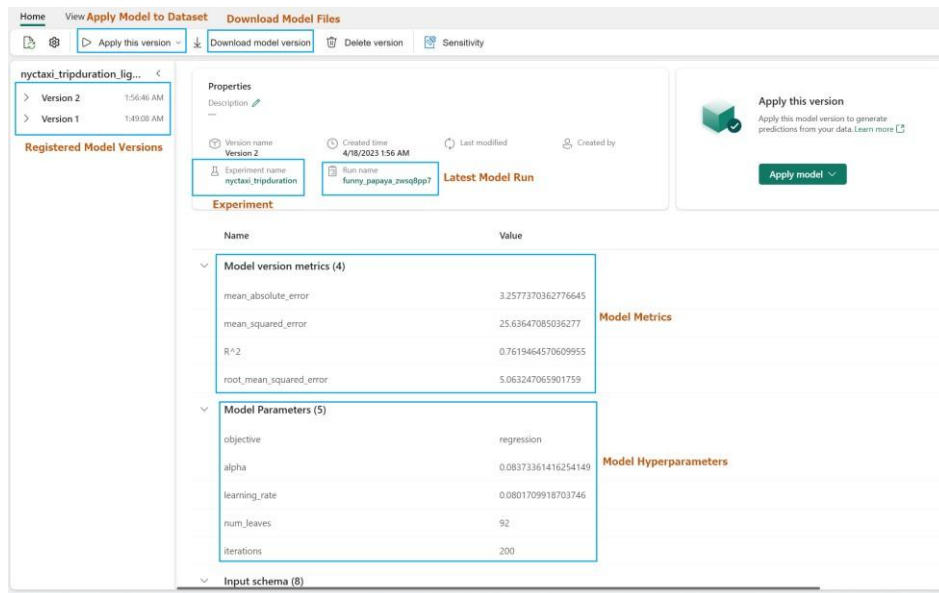 Home View Apply Model to Dataset Download Model Files
Apply this version Download model version Delete version Sensitivity
nyctaxi_tripduration_lig...
Version 2 1:56:46 AM
Version 1 1:49:08 AM
Registered Model Versions
Properties
Description
—
Version name Created time Last modified Created by
Version 2 4/18/2023 1:56 AM
Experiment name Run name
nyctaxi_tripduration funny_papaya_zwsq8pp7 Latest Model Run
Experiment
Apply this version
Apply this model version to generate
predictions from your data. Learn more
Apply model
Name Value
Model version metrics (4)
mean_absolute_error 3.2577370362776645
mean_squared_error 25.63647085036277
Model Metrics
R^2 0.7619464570609955
root_mean_squared_error 5.063247065901759
Model Parameters (5)
objective regression
alpha 0.08373361416254149
Model Hyperparameters
learning_rate 0.0801709918703746
num_leaves 92
iterations 200
Input schema (8)